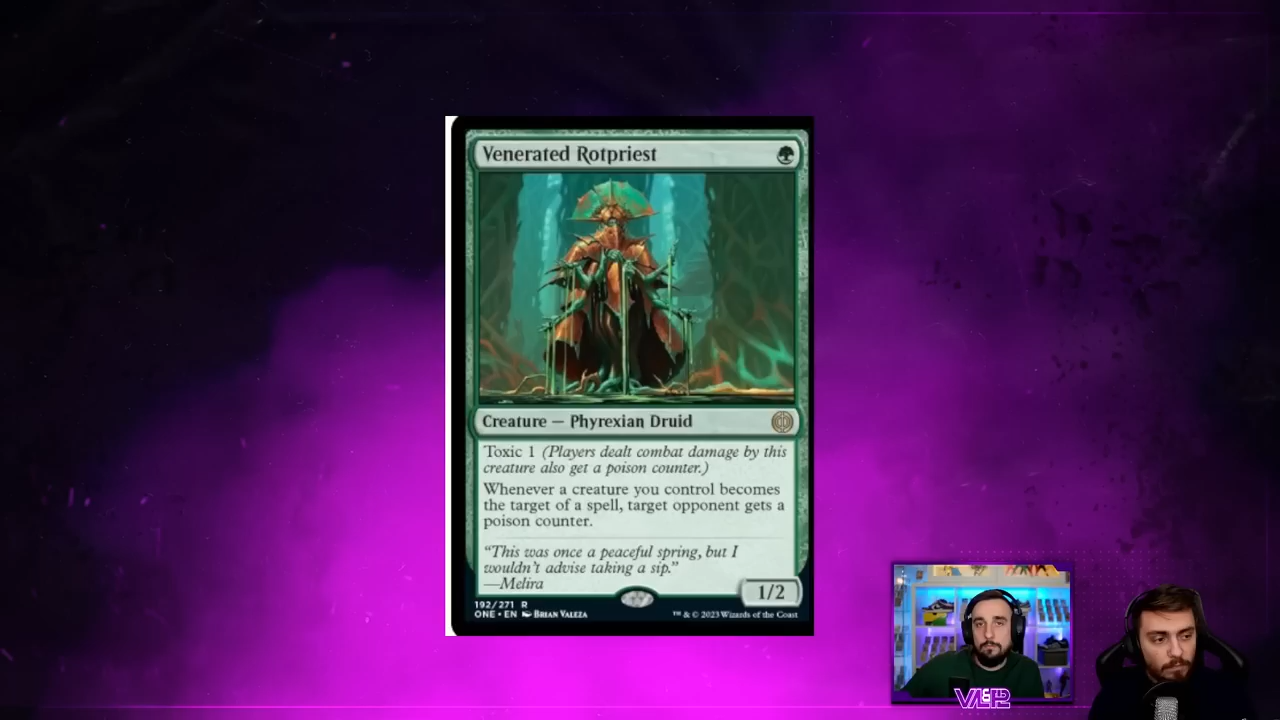 Venerated Rotpriest
Creature — Phyrexian Druid
Toxic 1 (Players dealt combat damage by this
creature also get a poison counter.)
Whenever a creature you control becomes
the target of a spell, target opponent gets a
poison counter.
“This was once a peaceful spring, but I
wouldn’t advise taking a sip.”
—Melira
1/2
192/271 R
ONE • EN BRIAN VALEZA
™ & © 2023 Wizards of the Coast